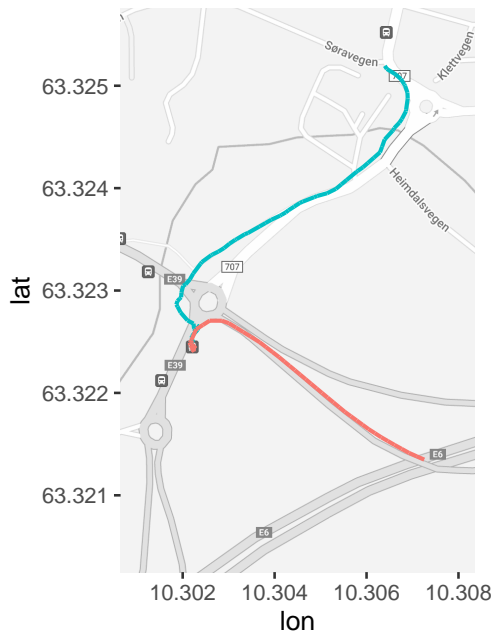 Søravegen
Klettvegen
63.325
707
63.324
Heimdalsvegen
lat
707
E39
63.323
E39
63.322
E6
63.321
E6
10.302
10.304
10.306
10.308
lon